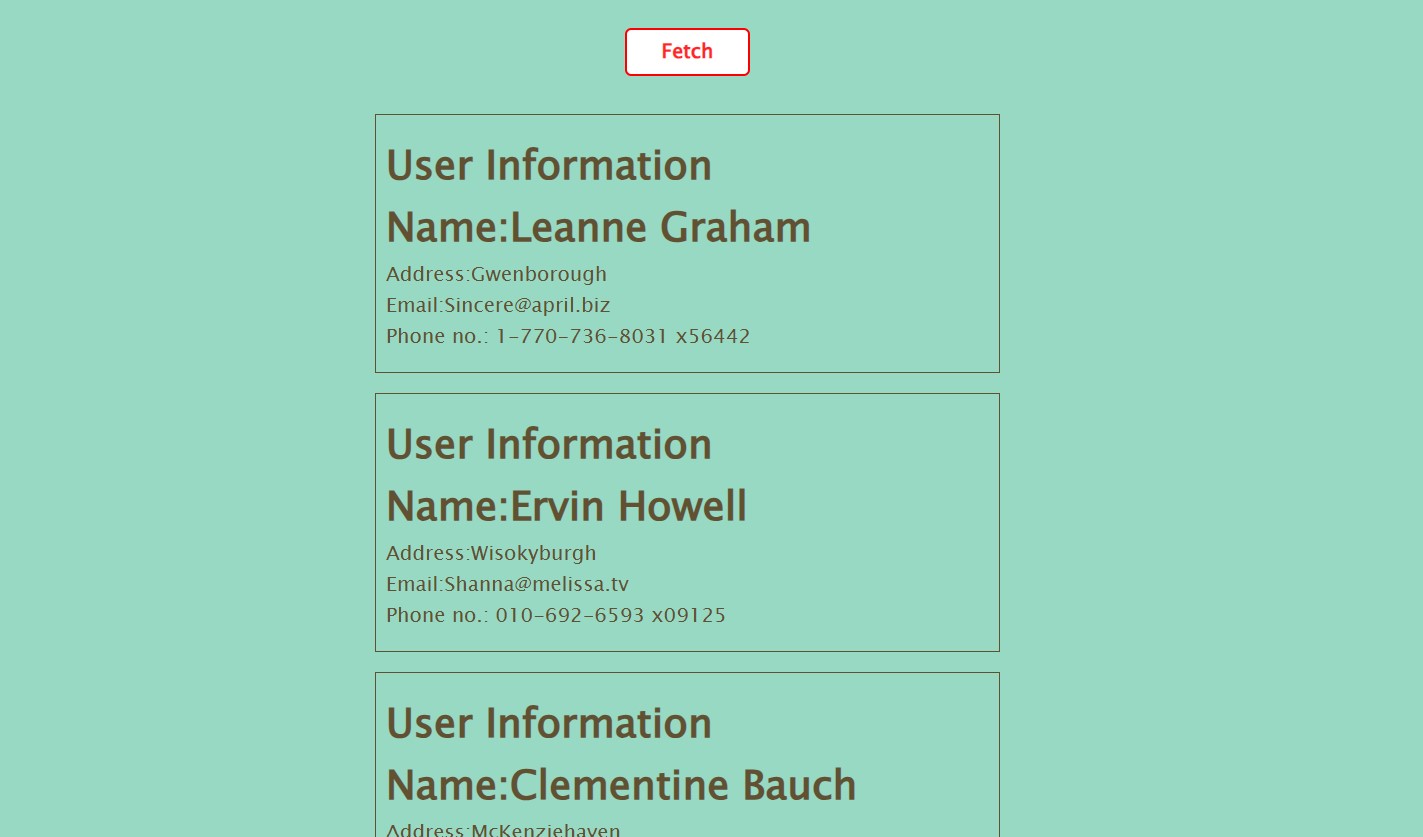 Fetch
User Information
Name:Leanne Graham
Address:Gwenborough
Email:Sincere@april.biz
Phone no.: 1-770-736-8031 x56442
User Information
Name:Ervin Howell
Address:Wisokyburgh
Email:Shanna@melissa.tv
Phone no.: 010-692-6593 x09125
User Information
Name:Clementine Bauch
Address:McKenziehaven